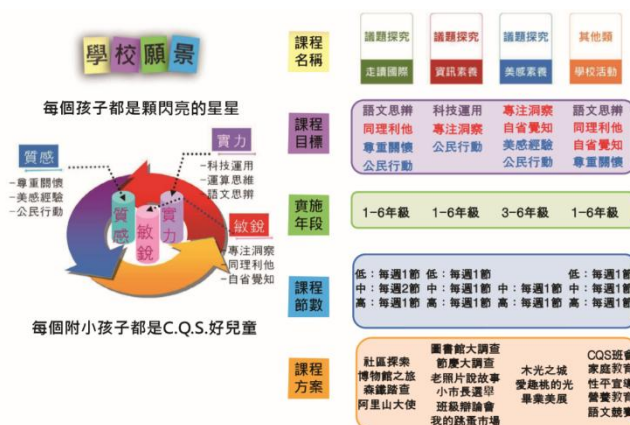 學校願景
每個孩子都是顆閃亮的星星
質感
–尊重關懷
–美感經驗
–公民行動
實力
–科技運用
–運算思維
–語文思辨
質感
敏銳
實力
敏銳
–專注洞察
–同理利他
–自省覺知
每個附小孩子都是C.Q.S.好兒童
課程名稱
議題探究
走讀國際
議題探究
資訊素養
議題探究
美感素養
其他類
學校活動
課程目標
語文思辨
同理利他
尊重關懷
公民行動
科技運用
專注洞察
公民行動
專注洞察
自省覺知
美感經驗
公民行動
語文思辨
同理利他
自省覺知
尊重關懷
實施年段
1–6年級
1–6年級
3–6年級
1–6年級
課程節數
低：每週1節
中：每週2節
高：每週1節
低：每週1節
中：每週1節
高：每週1節
中：每週1節
高：每週1節
低：每週1節
中：每週1節
高：每週1節
課程方案
社區探索
博物館之旅
森鐵踏查
阿里山大使
圖書館大調查
節慶大調查
老照片說故事
小市長選舉
班級辯論會
我的跳蚤市場
木光之城
愛趣桃的光
畢業美展
CQS班會
家庭教育
性平宣導
營養教育
語文競賽